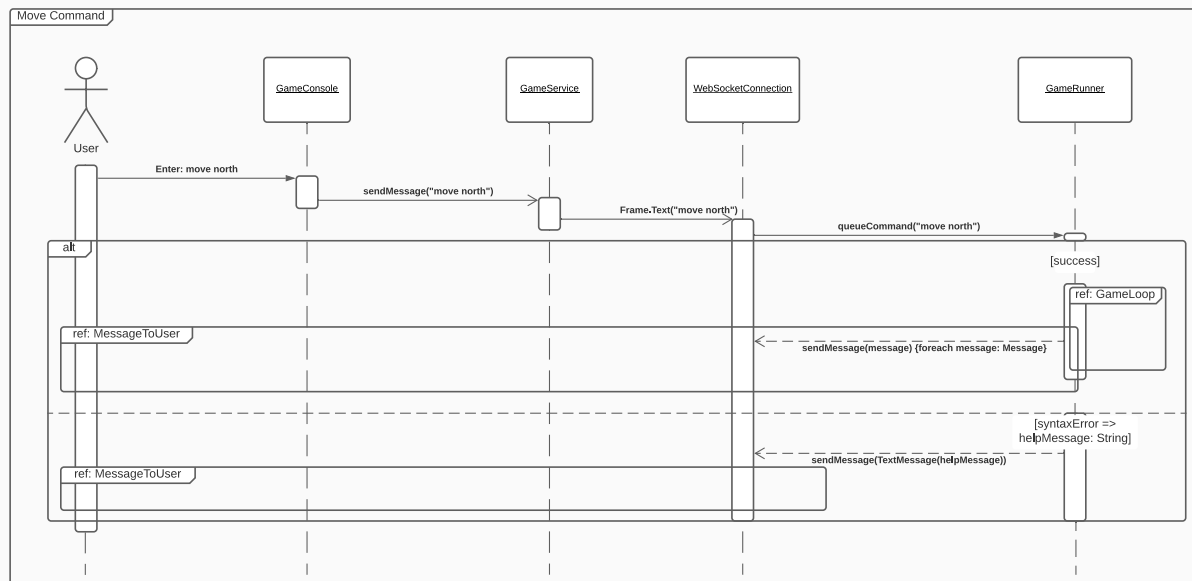 Move Command
GameConsole
GameService
WebSocketConnection
GameRunner
User
Enter: move north
sendMessage("move north")
Frame.Text("move north")
queueCommand("move north")
alt
[success]
ref: GameLoop
ref: MessageToUser
sendMessage(message) {foreach message: Message}
[syntaxError =>
helpMessage: String]
sendMessage(TextMessage(helpMessage))
ref: MessageToUser